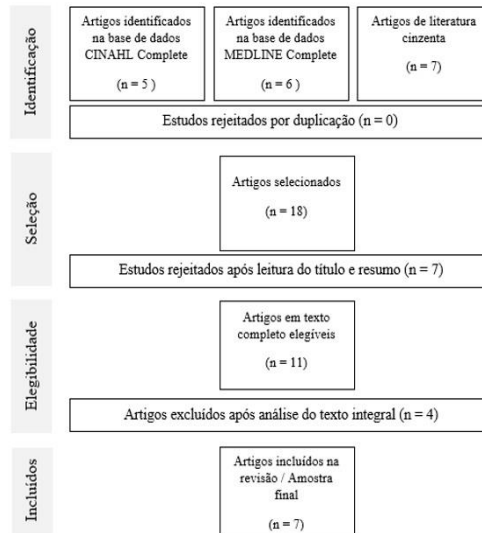 Identificação
Artigos identificados
na base de dados
CINAHL Complete
(n = 5 )
Artigos identificados
na base de dados
MEDLINE Complete
(n = 6 )
Artigos de literatura
cinzenta
(n = 7)
Estudos rejeitados por duplicação (n = 0)
Seleção
Artigos selecionados
(n = 18)
Estudos rejeitados após leitura do título e resumo (n = 7)
Elegibilidade
Artigos em texto
completo elegíveis
(n = 11)
Artigos excluídos após análise do texto integral (n = 4)
Incluídos
Artigos incluídos na
revisão / Amostra
final
(n = 7)